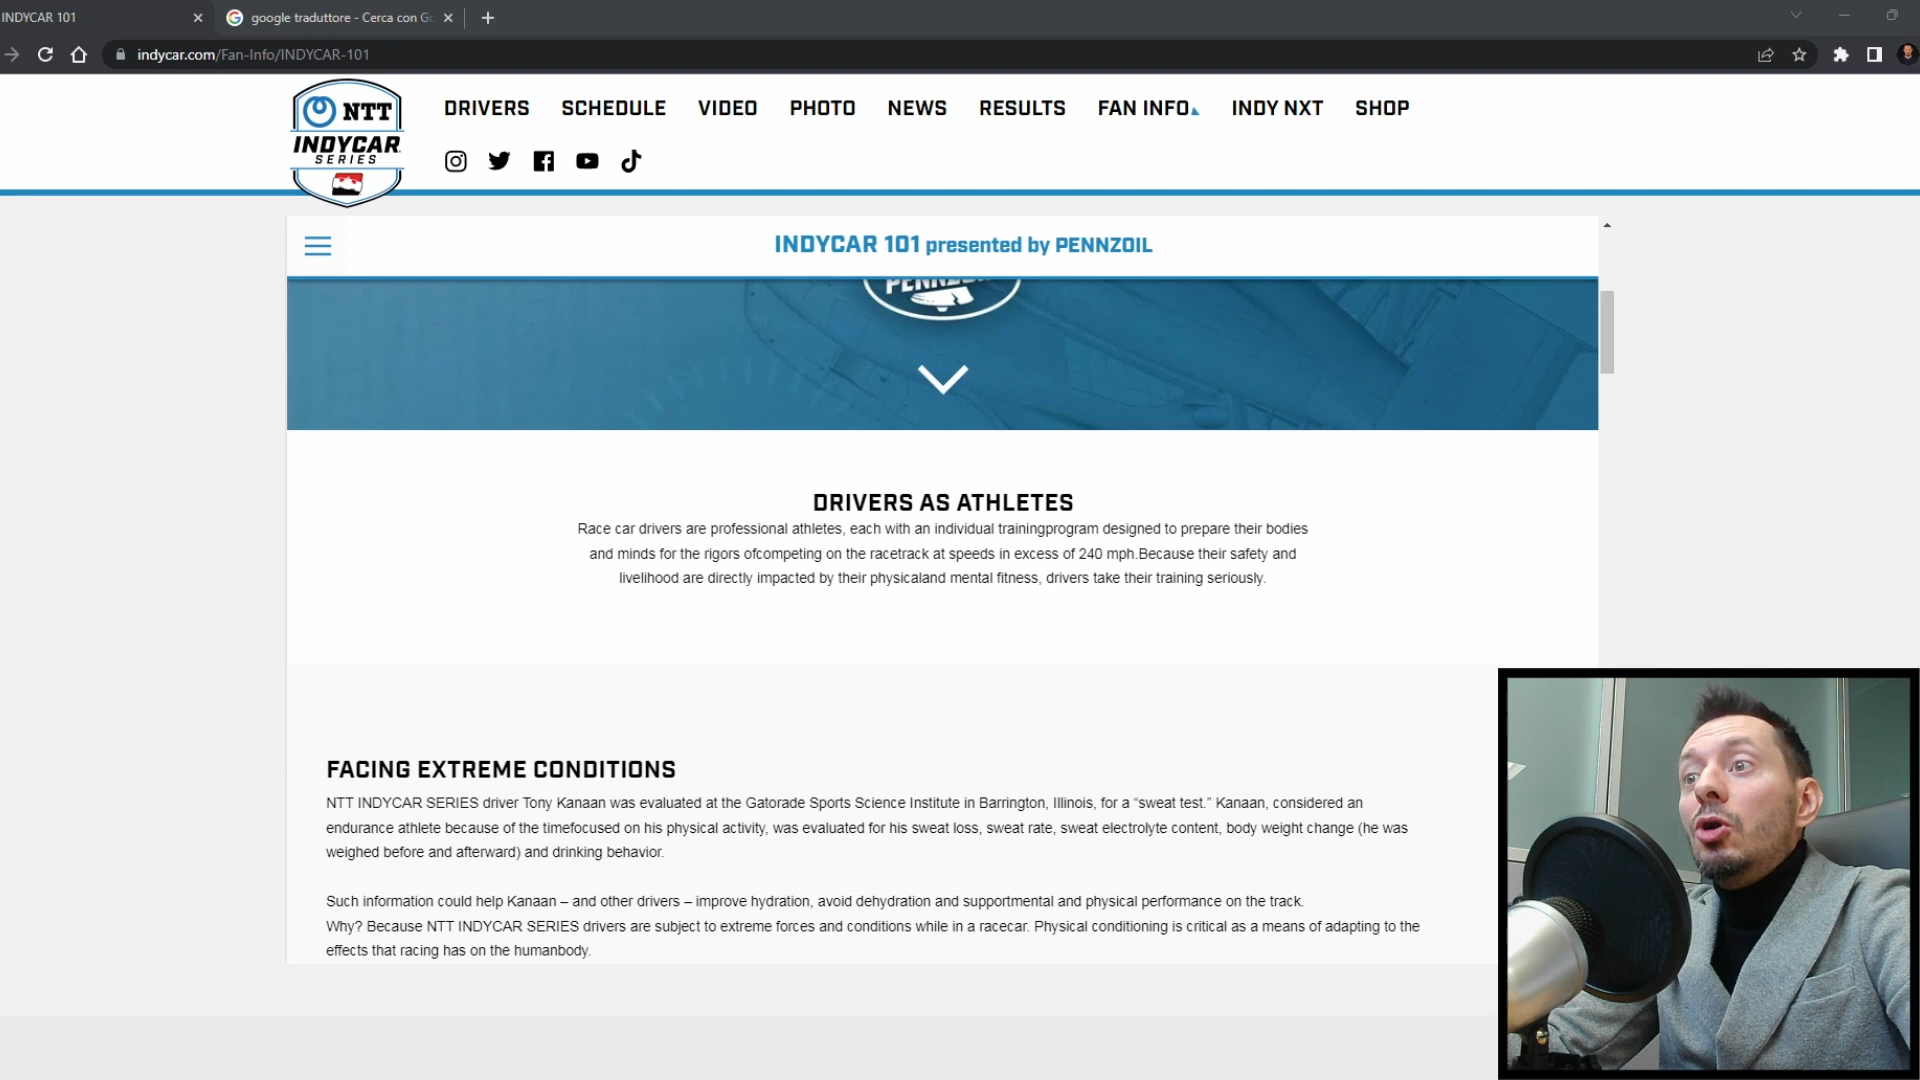 INDYCAR 101
google traduttore - Cerca con G
indycar.com/Fan-Info/INDYCAR-101
NTT
INDYCAR
SERIES
DRIVERS SCHEDULE VIDEO PHOTO NEWS RESULTS FAN INFO INDY NXT SHOP
INDYCAR 101 presented by PENNZOIL
PENNZOIL
DRIVERS AS ATHLETES
Race car drivers are professional athletes, each with an individual trainingprogram designed to prepare their bodies
and minds for the rigors ofcompeting on the racetrack at speeds in excess of 240 mph.Because their safety and
livelihood are directly impacted by their physicaland mental fitness, drivers take their training seriously.
FACING EXTREME CONDITIONS
NTT INDYCAR SERIES driver Tony Kanaan was evaluated at the Gatorade Sports Science Institute in Barrington, Illinois, for a “sweat test.” Kanaan, considered an
endurance athlete because of the timefocused on his physical activity, was evaluated for his sweat loss, sweat rate, sweat electrolyte content, body weight change (he was
weighed before and afterward) and drinking behavior.
Such information could help Kanaan – and other drivers – improve hydration, avoid dehydration and supportmental and physical performance on the track.
Why? Because NTT INDYCAR SERIES drivers are subject to extreme forces and conditions while in a racecar. Physical conditioning is critical as a means of adapting to the
effects that racing has on the humanbody.